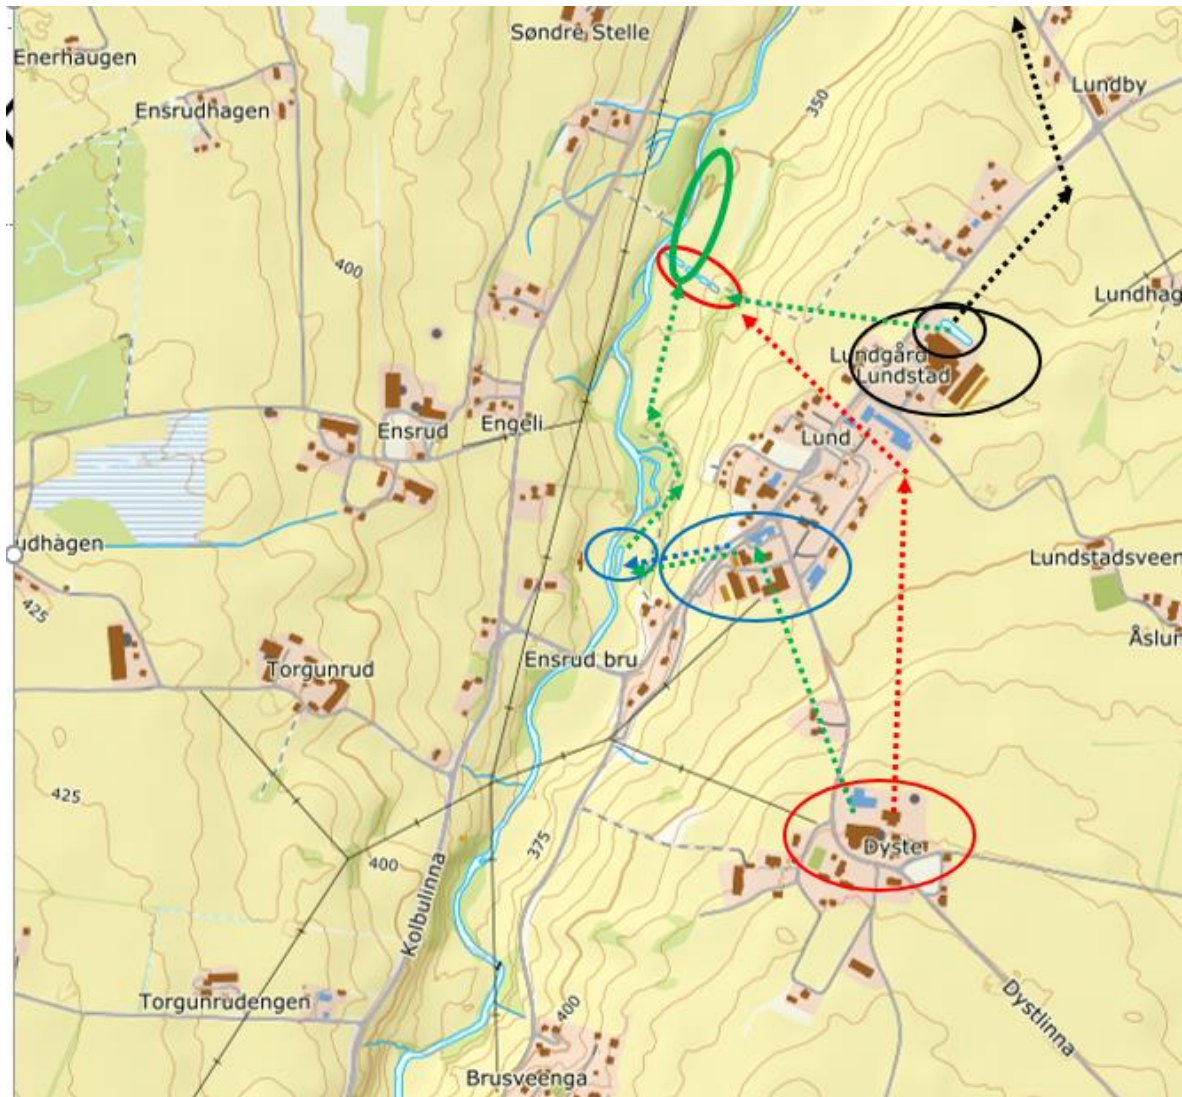 Søndre Stelle
Enerhaugen
Lundby
350
Ensrudhagen
400
Lundhag
Lundgård
Lundstad
Engeli
Ensrud
Lund
udhagen
Lundstadsveen
425
Åslun
Ensrud bru
Torgunrud
425
375
Dyste
400
Kolbulinna
Torgunrudengen
400
Dystlinna
Brusveenga